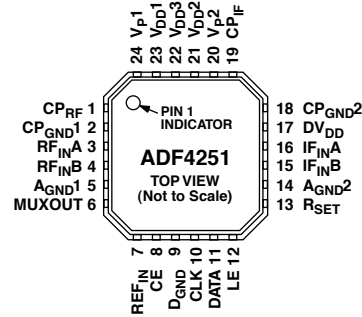 24 VP1
23 VDD1
22 VDD3
21 VDD2
20 VP2
19 CPIF
CPRF 1
CPGND1 2
RFINA 3
RFINB 4
AGND1 5
MUXOUT 6
PIN 1
INDICATOR
ADF4251
TOP VIEW
(Not to Scale)
18 CPGND2
17 DVDD
16 IFINA
15 IFINB
14 AGND2
13 RSET
REFIN 7
CE 8
DGND 9
CLK 10
DATA 11
LE 12